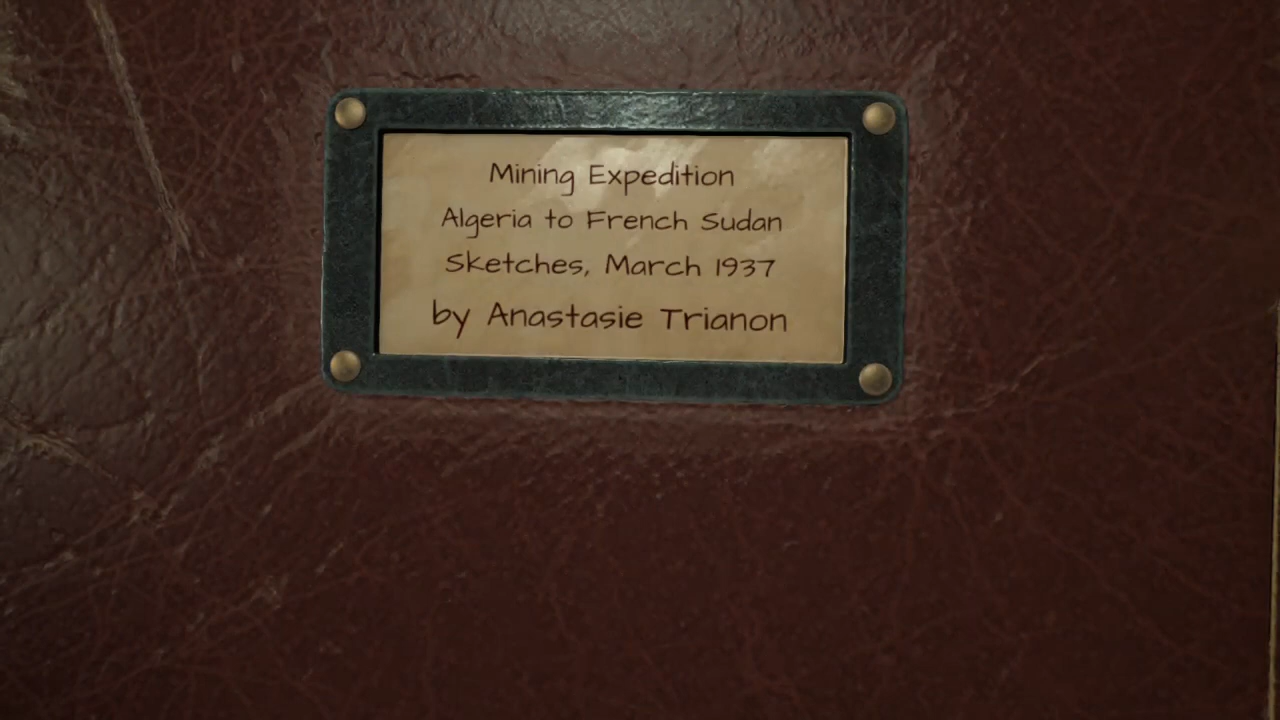 Mining Expedition
Algeria to French Sudan
Sketches, March 1937
by Anastasie Trianon